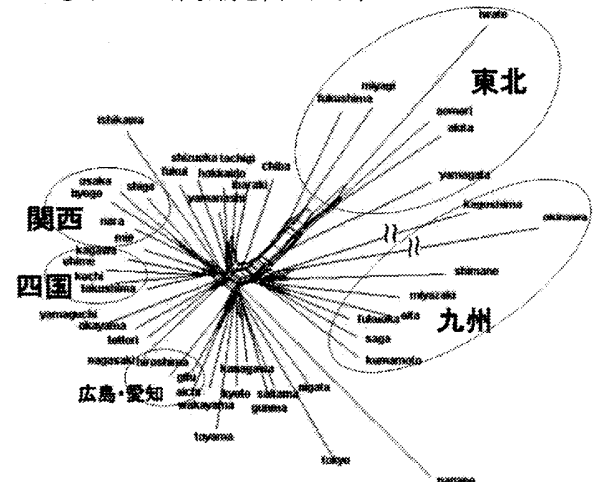 iwate
miyagi
fukushima
東北
aomori
akita
ishikawa
shizuoka tochigi
chiba
fukui
hokkaido
ibaraki
yamanashi
yamagata
osaka
shiga
hyogo
kagoshima
okinawa
関西
nara
mie
kagawa
ehime
shimane
四国
kochi
tokushima
miyazaki
yamaguchi
fukuoka
oita
九州
okayama
saga
tottori
kumamoto
nagasaki
hiroshima
gifu
kanagawa
広島・愛知
aichi
kyoto
saitama
niigata
wakayama
gunma
toyama
tokyo
nagano